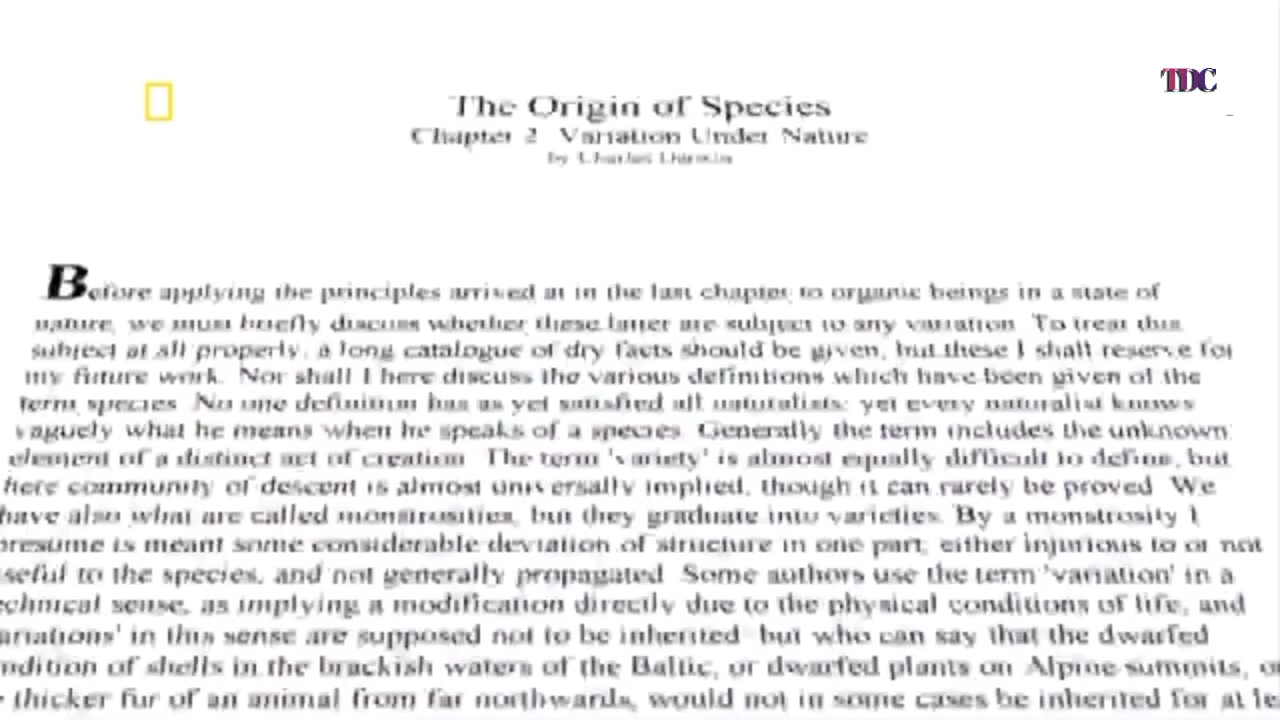 TDC
The Origin of Species
Chapter 2 Variation Under Nature
by Charles Darwin
Before applying the principles arrived at in the last chapter to organic beings in a state of
nature, we must briefly discuss whether these latter are subject to any variation. To treat this
subject at all properly, a long catalogue of dry facts should be given, but these I shall reserve for
my future work. Nor shall I here discuss the various definitions which have been given of the
term species. No one definition has as yet satisfied all naturalists; yet every naturalist knows
vaguely what he means when he speaks of a species. Generally the term includes the unknown
element of a distinct act of creation. The term 'variety' is almost equally difficult to define, but
here community of descent is almost universally implied, though it can rarely be proved. We
have also what are called monstrosities, but they graduate into varieties. By a monstrosity I
presume is meant some considerable deviation of structure in one part, either injurious to or not
seful to the species, and not generally propagated. Some authors use the term 'variation' in a
echnical sense, as implying a modification directly due to the physical conditions of life, and
ariations' in this sense are supposed not to be inherited but who can say that the dwarfed
ndition of shells in the brackish waters of the Baltic, or dwarfed plants on Alpine summits, or
thicker fur of an animal from far northwards, would not in some cases be inherited for at le